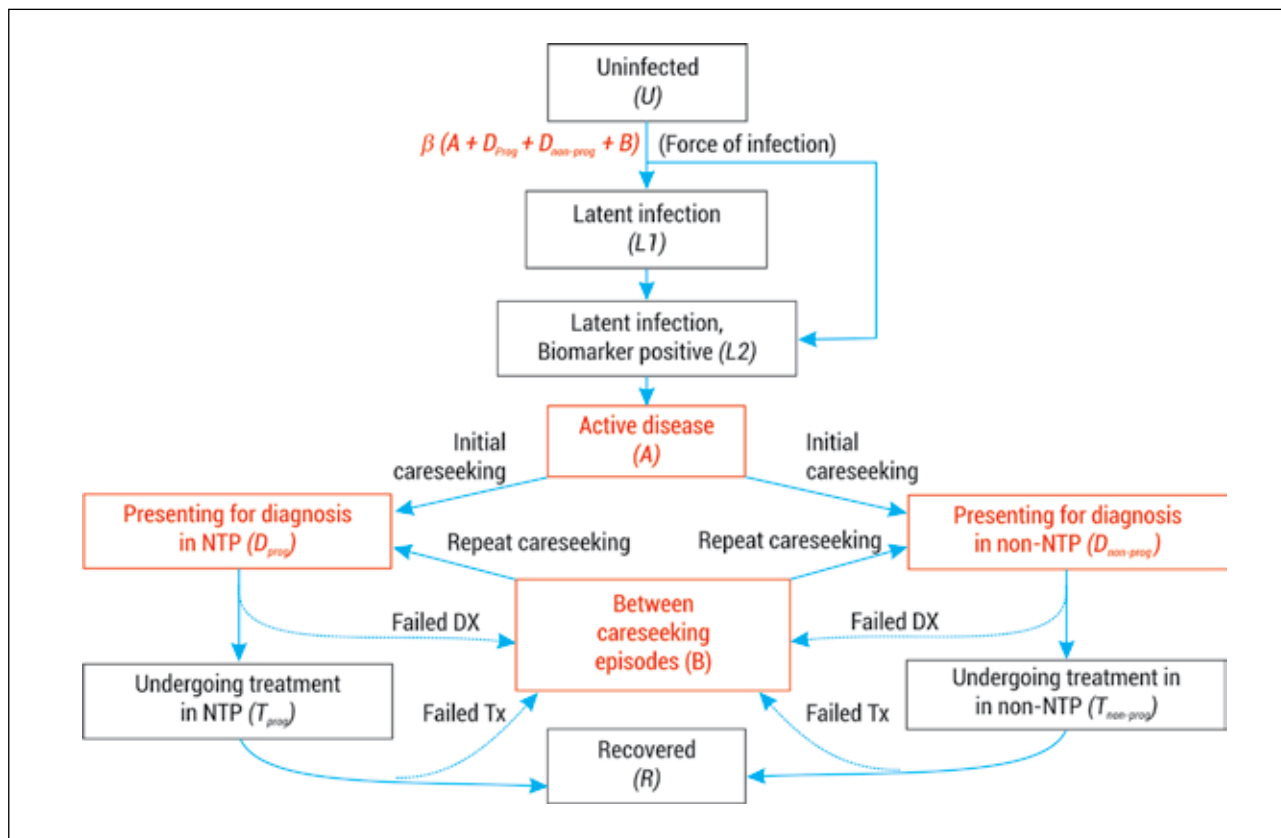 Uninfected
(U)
β (A + D_Prog + D_non-prog + B)
(Force of infection)
Latent infection
(L1)
Latent infection,
Biomarker positive (L2)
Active disease
(A)
Initial
careseeking
Initial
careseeking
Presenting for diagnosis
in NTP (D_prog)
Presenting for diagnosis
in non-NTP (D_non-prog)
Repeat careseeking
Repeat careseeking
Between
careseeking
episodes (B)
Failed DX
Failed DX
Undergoing treatment
in NTP (T_prog)
Undergoing treatment in
in non-NTP (T_non-prog)
Failed Tx
Failed Tx
Recovered
(R)